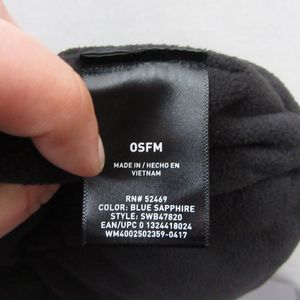 OSFM
MADE IN / HECHO EN
VIETNAM
RN# 52469
COLOR: BLUE SAPPHIRE
STYLE: SWB47820
EAN/UPC 0 1324418024
WM4002502359-0417